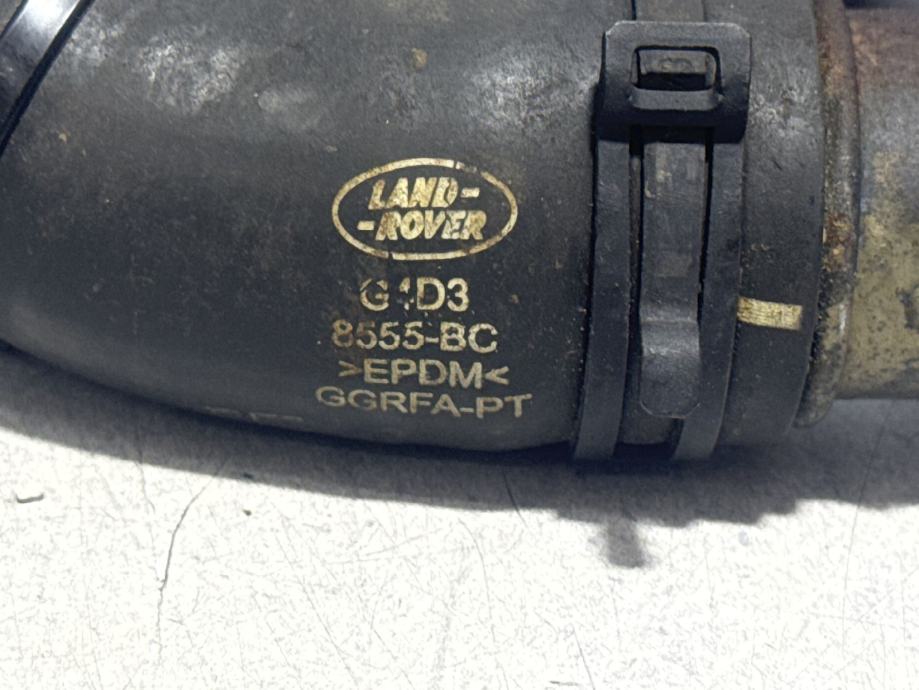 LAND-
-ROVER
G4D3
8555-BC
>EPDM<
GGRFA-PT